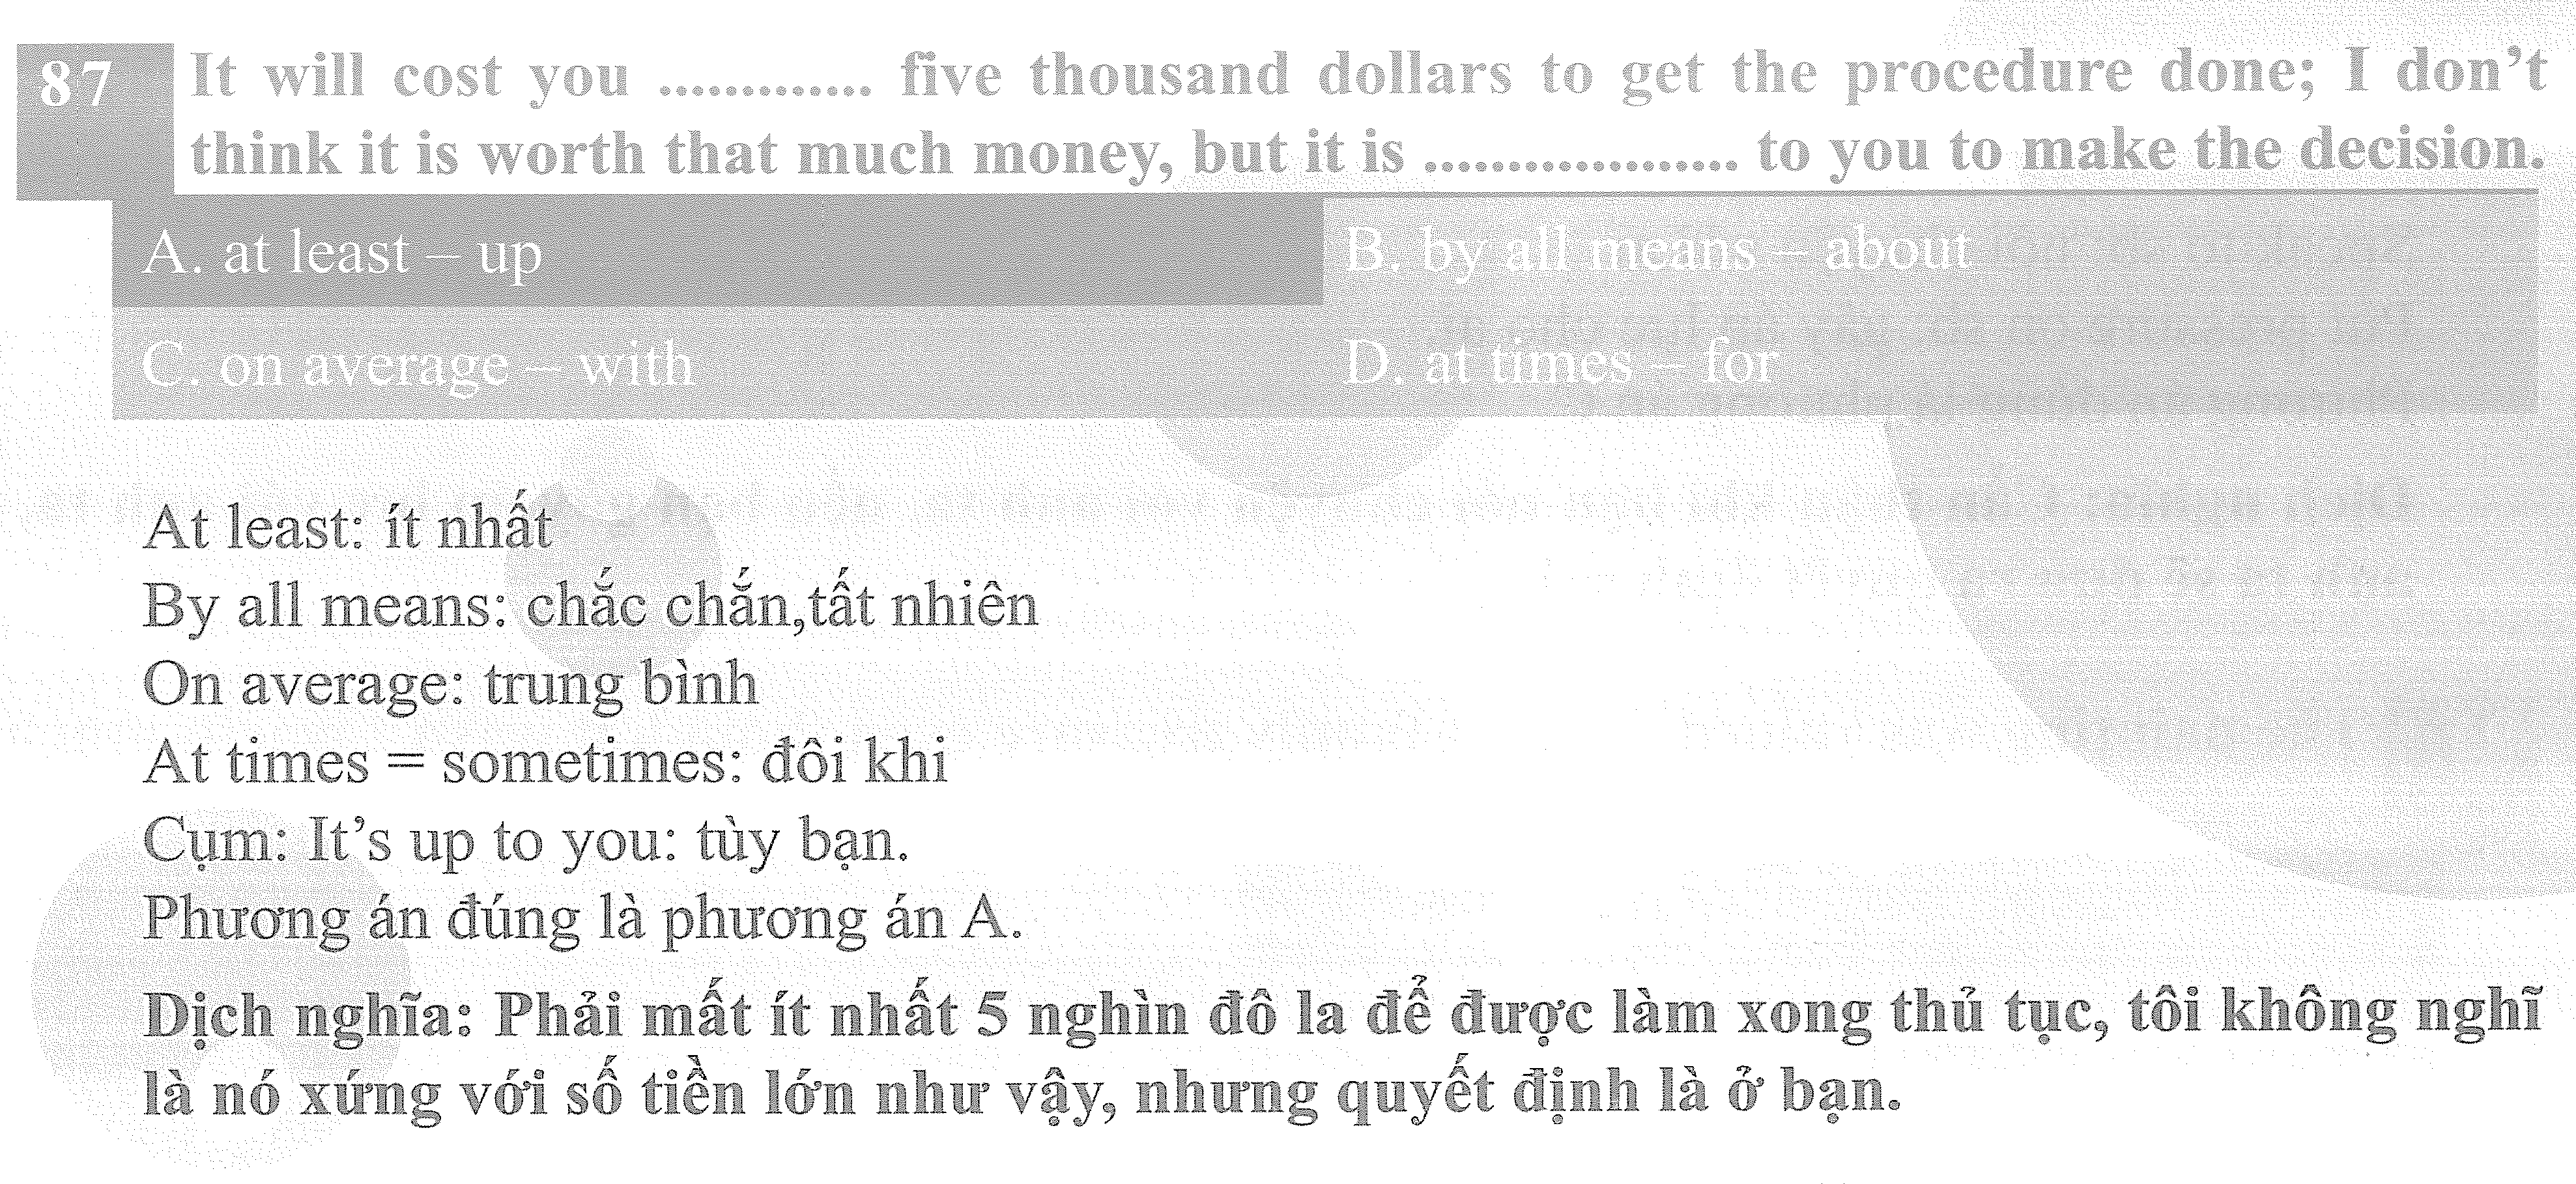 87 It will cost you ............. five thousand dollars to get the procedure done; I don’t
think it is worth that much money, but it is ................... to you to make the decision.
A. at least – up
B. by all means – about
C. on average – with
D. at times – for
At least: ít nhất
By all means: chắc chắn,tất nhiên
On average: trung bình
At times = sometimes: đôi khi
Cụm: It’s up to you: tùy bạn.
Phương án đúng là phương án A.
Dịch nghĩa: Phải mất ít nhất 5 nghìn đô la để được làm xong thủ tục, tôi không nghĩ
là nó xứng với số tiền lớn như vậy, nhưng quyết định là ở bạn.